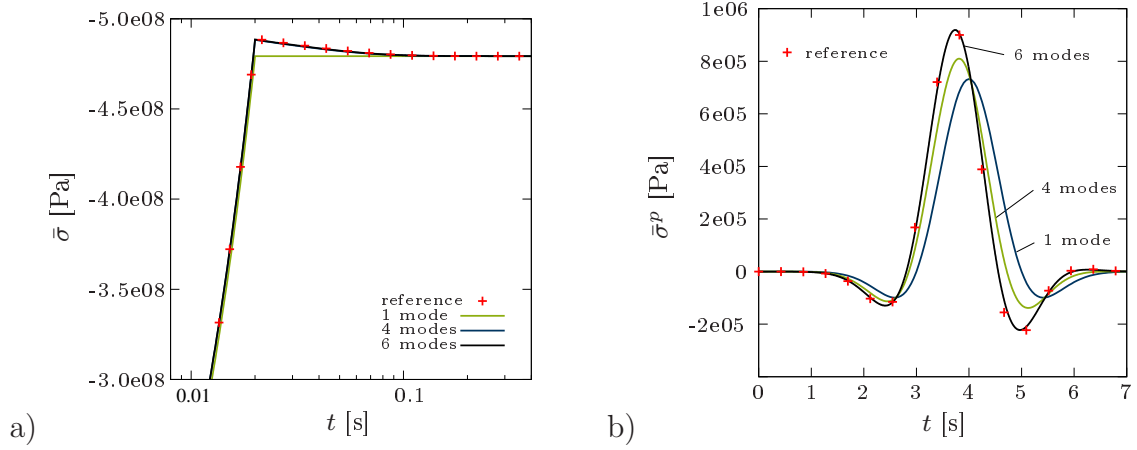 -5.0e08
-4.5e08
-4.0e08
-3.5e08
-3.0e08
σ̄ [Pa]
0.01
0.1
t [s]
reference
1 mode
4 modes
6 modes
a)
1e06
8e05
6e05
4e05
2e05
0
-2e05
σ̄ᵖ [Pa]
reference
6 modes
4 modes
1 mode
0 1 2 3 4 5 6 7
t [s]
b)